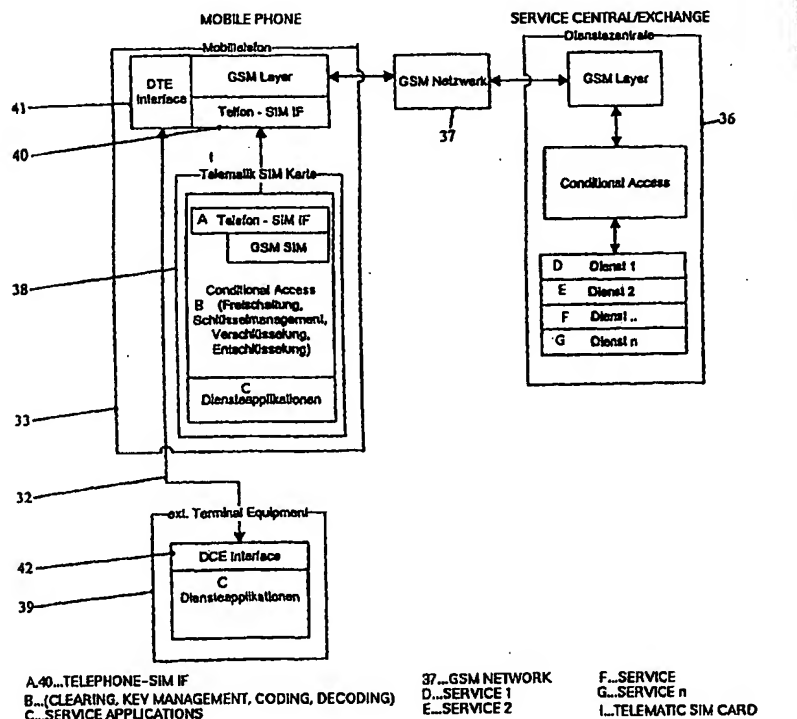 MOBILE PHONE
SERVICE CENTRAL/EXCHANGE
Mobiltelefon
Dienstezentrale
DTE
Interface
GSM Layer
GSM Netzwerk
GSM Layer
41
Telfon - SIM IF
36
40
37
I
Telematik SIM Karte
Conditional Access
A Telefon - SIM IF
GSM SIM
38
Conditional Access
B (Freischaltung,
Schlüsselmanagement,
Verschlüsselung,
Entschlüsselung)
D Dienst 1
E Dienst 2
F Dienst ..
G Dienst n
C
Diensteapplikationen
33
32
ext. Terminal Equipment
DCE Interface
42
C
Diensteapplikationen
39
A,40...TELEPHONE-SIM IF
B...(CLEARING, KEY MANAGEMENT, CODING, DECODING)
C...SERVICE APPLICATIONS
37...GSM NETWORK
D...SERVICE 1
E...SERVICE 2
F...SERVICE
G...SERVICE n
I...TELEMATIC SIM CARD